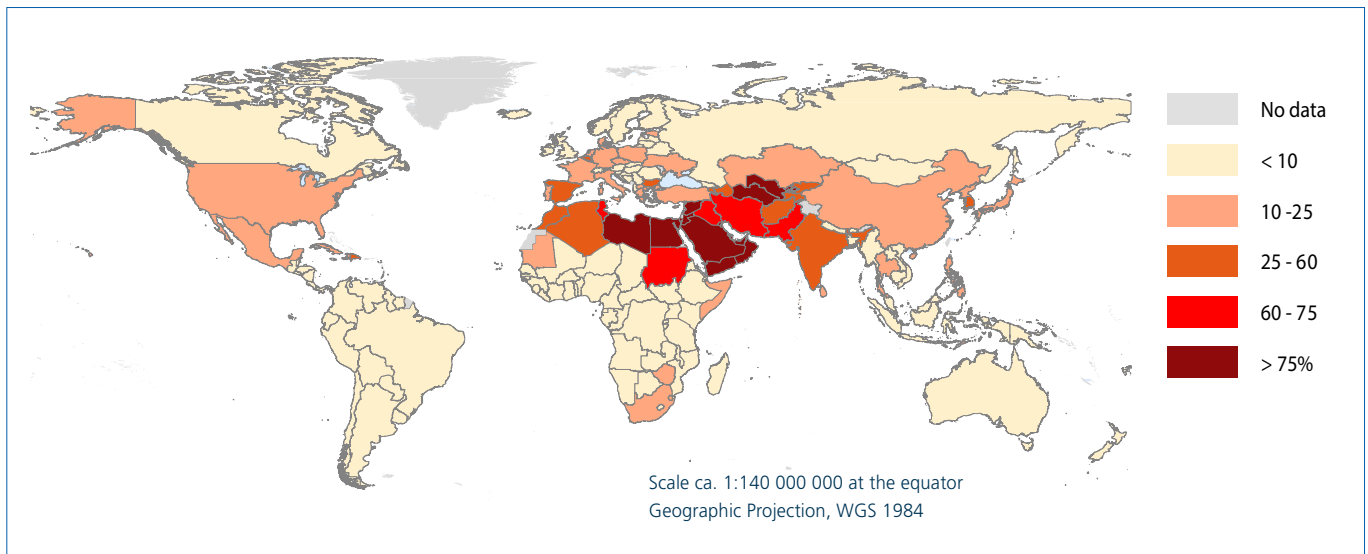 No data
< 10
10 -25
25 - 60
60 - 75
> 75%
Scale ca. 1:140 000 000 at the equator
Geographic Projection, WGS 1984